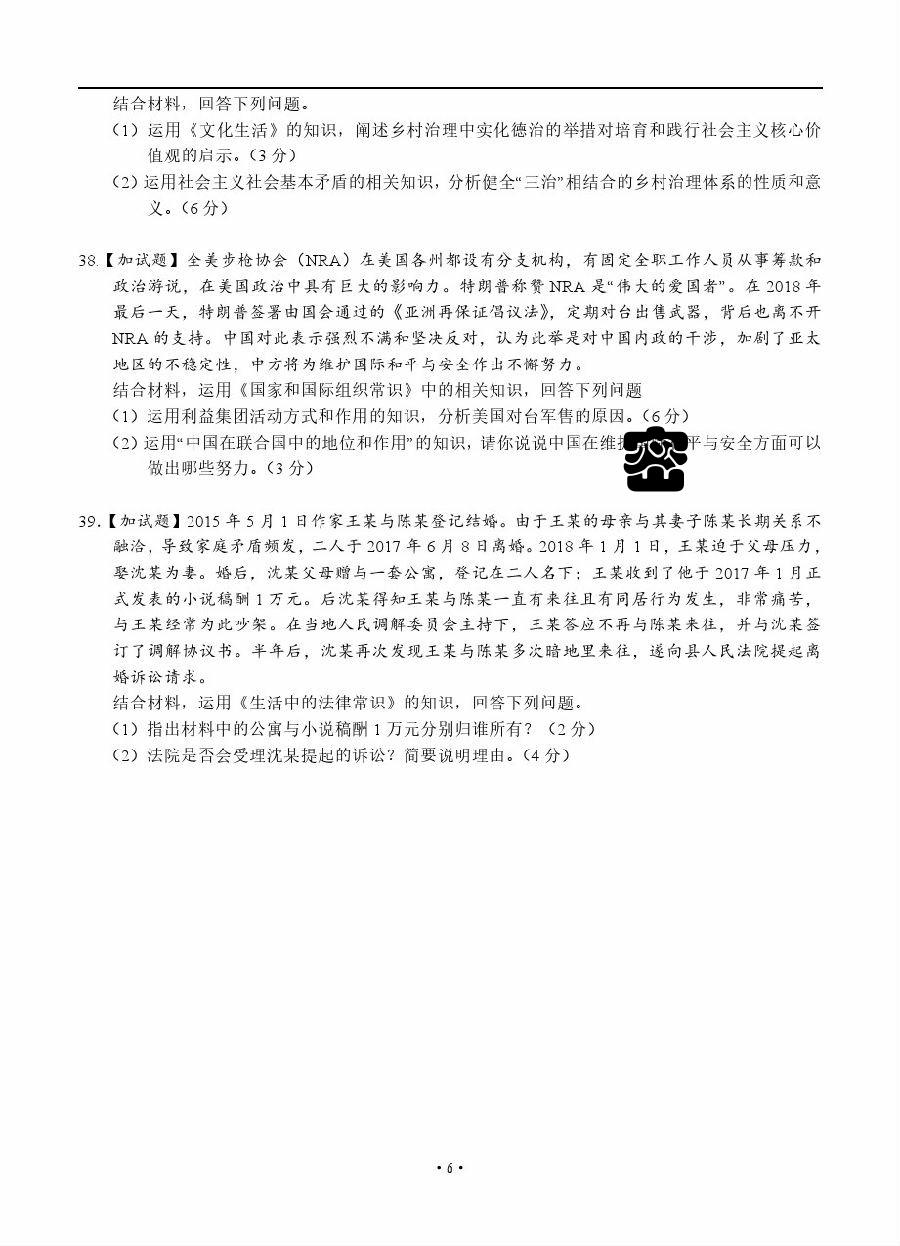 结合材料，回答下列问题。
（1）运用《文化生活》的知识，阐述乡村治理中实化德治的举措对培育和践行社会主义核心价
值观的启示。（3 分）
（2）运用社会主义社会基本矛盾的相关知识，分析健全“三治”相结合的乡村治理体系的性质和意
义。（6 分）
38.【加试题】全美步枪协会（NRA）在美国各州都设有分支机构，有固定全职工作人员从事筹款和
政治游说，在美国政治中具有巨大的影响力。特朗普称赞 NRA 是“伟大的爱国者”。在 2018 年
最后一天，特朗普签署由国会通过的《亚洲再保证倡议法》，定期对台出售武器，背后也离不开
NRA 的支持。中国对此表示强烈不满和坚决反对，认为此举是对中国内政的干涉，加剧了亚太
地区的不稳定性，中方将为维护国际和平与安全作出不懈努力。
结合材料，运用《国家和国际组织常识》中的相关知识，回答下列问题
（1）运用利益集团活动方式和作用的知识，分析美国对台军售的原因。（6 分）
（2）运用“中国在联合国中的地位和作用”的知识，请你说说中国在维平与安全方面可以
做出哪些努力。（3 分）
39.【加试题】2015 年 5 月 1 日作家王某与陈某登记结婚。由于王某的母亲与其妻子陈某长期关系不
融洽，导致家庭矛盾频发，二人于 2017 年 6 月 8 日离婚。2018 年 1 月 1 日，王某迫于父母压力，
娶沈某为妻。婚后，沈某父母赠与一套公寓，登记在二人名下；王某收到了他于 2017 年 1 月正
式发表的小说稿酬 1 万元。后沈某得知王某与陈某一直有来往且有同居行为发生，非常痛苦，
与王某经常为此吵架。在当地人民调解委员会主持下，王某答应不再与陈某来往，并与沈某签
订了调解协议书。半年后，沈某再次发现王某与陈某多次暗地里来往，遂向县人民法院提起离
婚诉讼请求。
结合材料，运用《生活中的法律常识》的知识，回答下列问题。
（1）指出材料中的公寓与小说稿酬 1 万元分别归谁所有？（2 分）
（2）法院是否会受理沈某提起的诉讼？简要说明理由。（4 分）
• 6 •